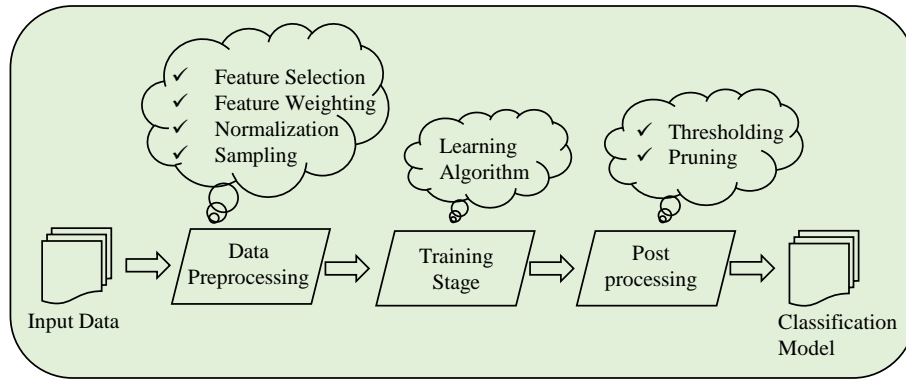 ✓ Feature Selection
✓ Feature Weighting
✓ Normalization
✓ Sampling
Learning
Algorithm
✓ Thresholding
✓ Pruning
Input Data
Data
Preprocessing
Training
Stage
Post
processing
Classification
Model